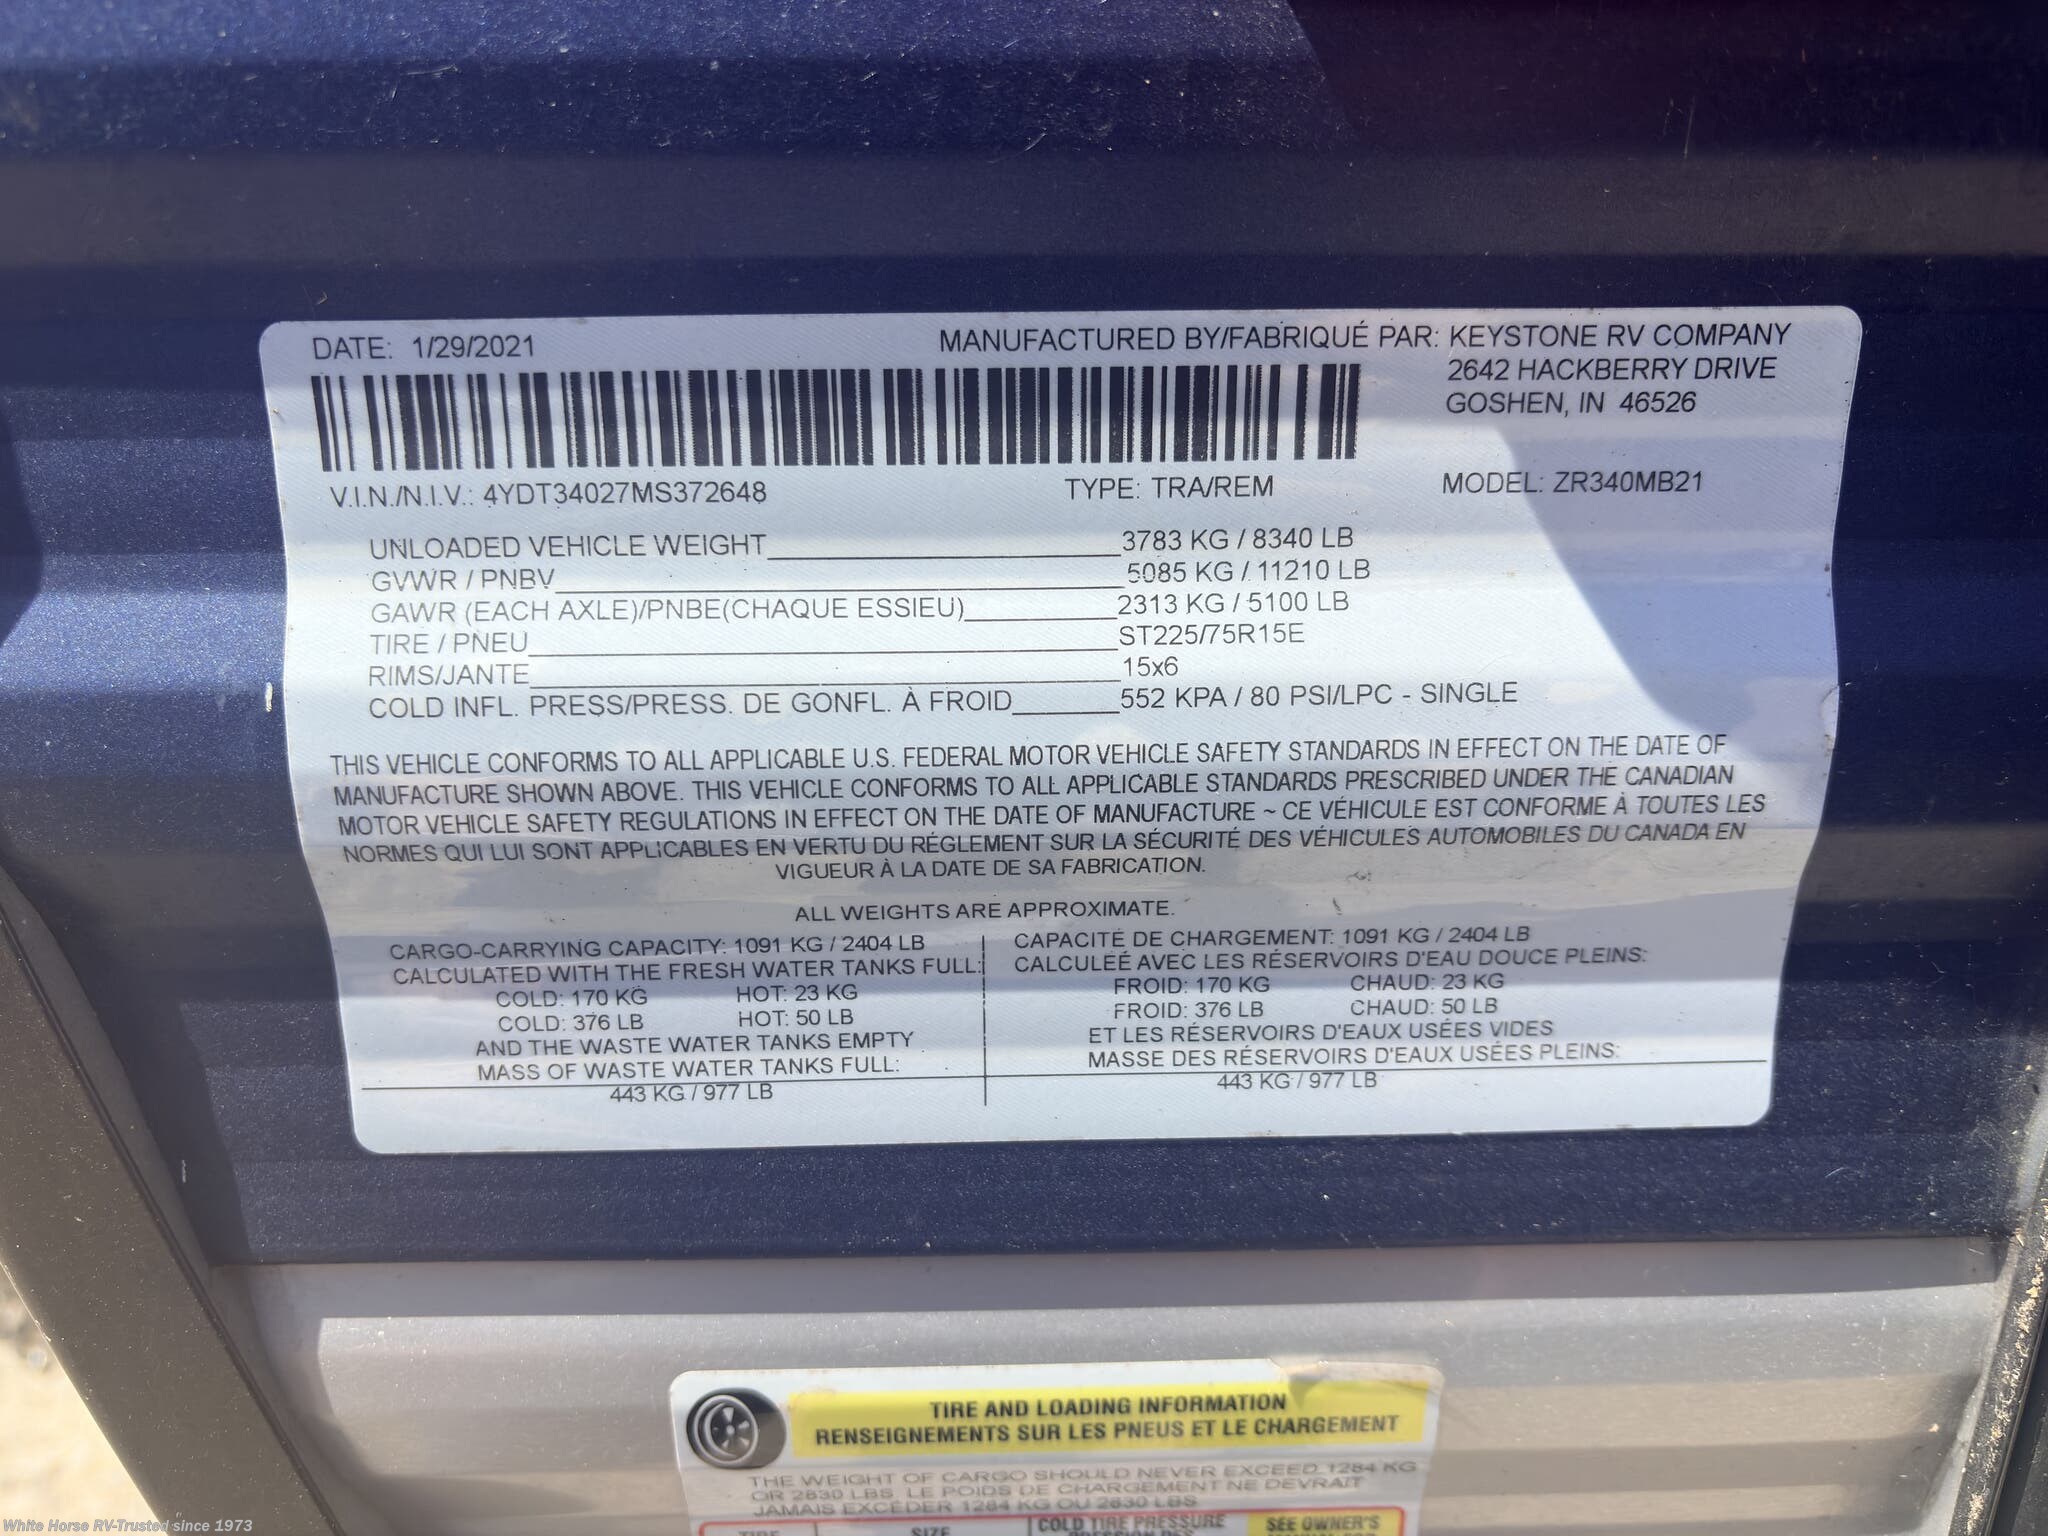 DATE: 1/29/2021
MANUFACTURED BY/FABRIQUÉ PAR: KEYSTONE RV COMPANY
2642 HACKBERRY DRIVE
GOSHEN, IN 46526
V.I.N./N.I.V.: 4YDT34027MS372648 TYPE: TRA/REM MODEL: ZR340MB21
UNLOADED VEHICLE WEIGHT 3783 KG / 8340 LB
GVWR / PNBV 5085 KG / 11210 LB
GAWR (EACH AXLE)/PNBE(CHAQUE ESSIEU) 2313 KG / 5100 LB
TIRE / PNEU ST225/75R15E
RIMS/JANTE 15x6
COLD INFL. PRESS/PRESS. DE GONFL. À FROID 552 KPA / 80 PSI/LPC - SINGLE
THIS VEHICLE CONFORMS TO ALL APPLICABLE U.S. FEDERAL MOTOR VEHICLE SAFETY STANDARDS IN EFFECT ON THE DATE OF
MANUFACTURE SHOWN ABOVE. THIS VEHICLE CONFORMS TO ALL APPLICABLE STANDARDS PRESCRIBED UNDER THE CANADIAN
MOTOR VEHICLE SAFETY REGULATIONS IN EFFECT ON THE DATE OF MANUFACTURE ~ CE VÉHICULE EST CONFORME À TOUTES LES
NORMES QUI LUI SONT APPLICABLES EN VERTU DU RÉGLEMENT SUR LA SÉCURITÉ DES VÉHICULES AUTOMOBILES DU CANADA EN
VIGUEUR À LA DATE DE SA FABRICATION.
ALL WEIGHTS ARE APPROXIMATE.
CARGO-CARRYING CAPACITY: 1091 KG / 2404 LB
CALCULATED WITH THE FRESH WATER TANKS FULL:
COLD: 170 KG HOT: 23 KG
COLD: 376 LB HOT: 50 LB
AND THE WASTE WATER TANKS EMPTY
MASS OF WASTE WATER TANKS FULL:
443 KG / 977 LB
CAPACITÉ DE CHARGEMENT: 1091 KG / 2404 LB
CALCULEÉ AVEC LES RÉSERVOIRS D'EAU DOUCE PLEINS:
FROID: 170 KG CHAUD: 23 KG
FROID: 376 LB CHAUD: 50 LB
ET LES RÉSERVOIRS D'EAUX USÉES VIDES
MASSE DES RÉSERVOIRS D'EAUX USÉES PLEINS:
443 KG / 977 LB
TIRE AND LOADING INFORMATION
RENSEIGNEMENTS SUR LES PNEUS ET LE CHARGEMENT
THE WEIGHT OF CARGO SHOULD NEVER EXCEED 1284 KG
OR 2830 LBS. LE POIDS DE CHARGEMENT NE DEVRAIT
JAMAIS EXCÉDER 1284 KG OU 2830 LBS
TIRE SIZE COLD TIRE PRESSURE SEE OWNER'S
White Horse RV-Trusted since 1973